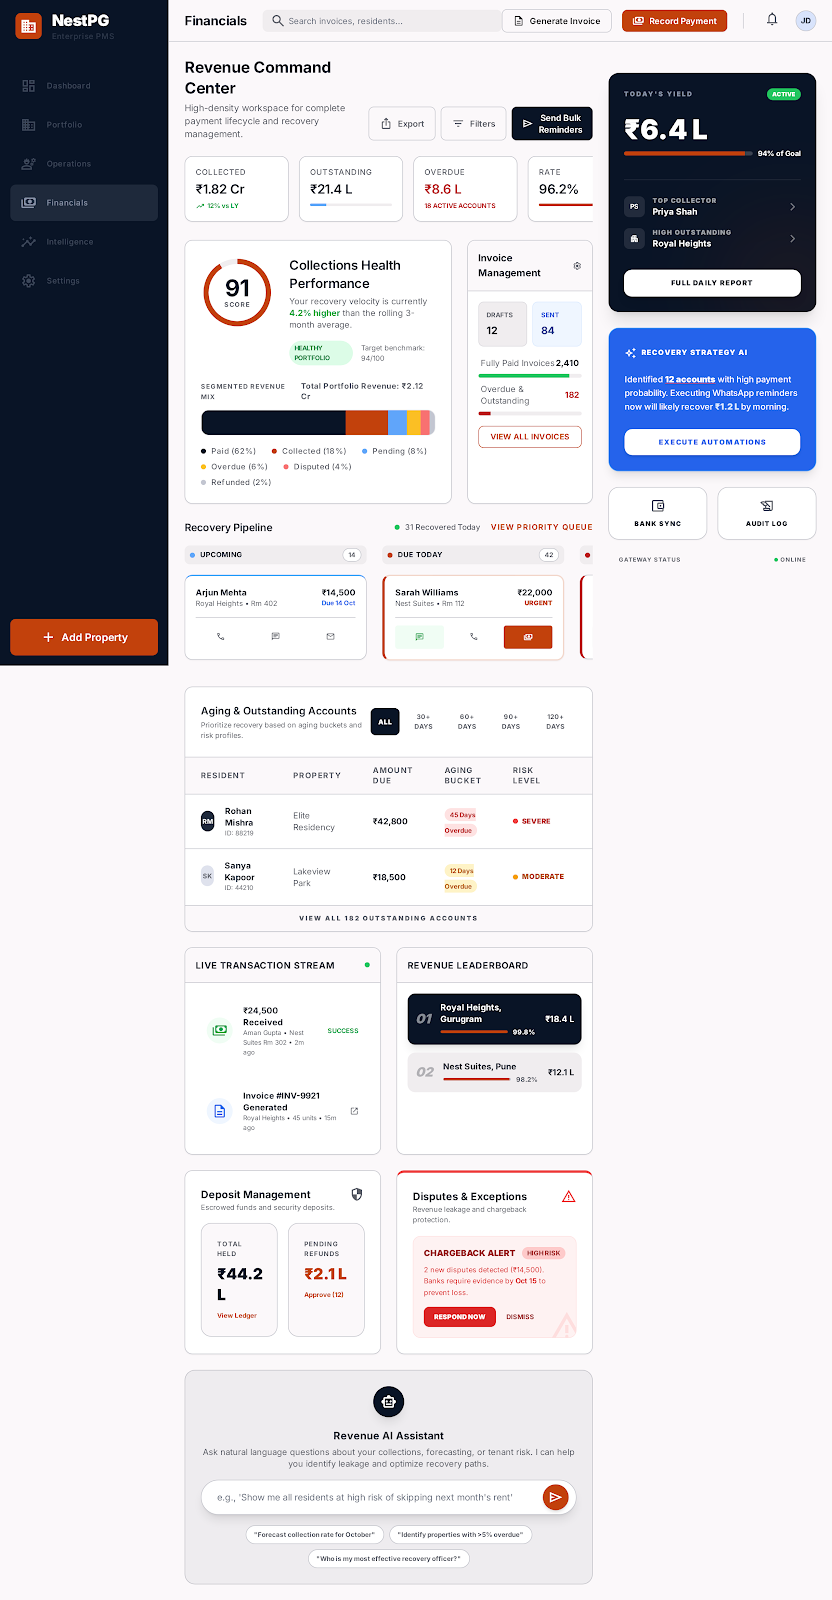 NestPG
Enterprise PMS
Dashboard
Portfolio
Operations
Financials
Intelligence
Settings
Add Property
Financials
Search invoices, residents...
Generate Invoice
Record Payment
JD
Revenue Command
Center
High-density workspace for complete
payment lifecycle and recovery
management.
Export
Filters
Send Bulk
Reminders
COLLECTED
₹1.82 Cr
12% vs LY
OUTSTANDING
₹21.4 L
OVERDUE
₹8.6 L
18 ACTIVE ACCOUNTS
RATE
96.2%
91
SCORE
Collections Health
Performance
Your recovery velocity is currently
4.2% higher than the rolling 3-
month average.
HEALTHY
PORTFOLIO
Target benchmark:
94/100
SEGMENTED REVENUE
MIX
Total Portfolio Revenue: ₹2.12
Cr
Paid (62%)
Collected (18%)
Pending (8%)
Overdue (6%)
Disputed (4%)
Refunded (2%)
Invoice
Management
DRAFTS
12
SENT
84
Fully Paid Invoices 2,410
Overdue &
Outstanding
182
VIEW ALL INVOICES
Recovery Pipeline
31 Recovered Today
VIEW PRIORITY QUEUE
UPCOMING
14
Arjun Mehta
₹14,500
Royal Heights • Rm 402
Due 14 Oct
DUE TODAY
42
Sarah Williams
₹22,000
Nest Suites • Rm 112
URGENT
TODAY'S YIELD
ACTIVE
₹6.4 L
94% of Goal
PS
TOP COLLECTOR
Priya Shah
HIGH OUTSTANDING
Royal Heights
FULL DAILY REPORT
RECOVERY STRATEGY AI
Identified 12 accounts with high payment
probability. Executing WhatsApp reminders
now will likely recover ₹1.2 L by morning.
EXECUTE AUTOMATIONS
BANK SYNC
AUDIT LOG
GATEWAY STATUS
ONLINE
Aging & Outstanding Accounts
Prioritize recovery based on aging buckets and
risk profiles.
ALL
30+
DAYS
60+
DAYS
90+
DAYS
120+
DAYS
RESIDENT
PROPERTY
AMOUNT
DUE
AGING
BUCKET
RISK
LEVEL
RM
Rohan
Mishra
ID: 88219
Elite
Residency
₹42,800
45 Days
Overdue
SEVERE
SK
Sanya
Kapoor
ID: 44210
Lakeview
Park
₹18,500
12 Days
Overdue
MODERATE
VIEW ALL 182 OUTSTANDING ACCOUNTS
LIVE TRANSACTION STREAM
₹24,500
Received
Aman Gupta • Nest
Suites Rm 302 • 2m
ago
SUCCESS
Invoice #INV-9921
Generated
Royal Heights • 45 units • 15m
ago
REVENUE LEADERBOARD
01
Royal Heights,
Gurugram
99.8%
₹18.4 L
02
Nest Suites, Pune
98.2%
₹12.1 L
Deposit Management
Escrowed funds and security deposits.
TOTAL
HELD
₹44.2
L
View Ledger
PENDING
REFUNDS
₹2.1 L
Approve (12)
Disputes & Exceptions
Revenue leakage and chargeback
protection.
CHARGEBACK ALERT
HIGH RISK
2 new disputes detected (₹14,500).
Banks require evidence by Oct 15 to
prevent loss.
RESPOND NOW
DISMISS
Revenue AI Assistant
Ask natural language questions about your collections, forecasting, or tenant risk. I can help
you identify leakage and optimize recovery paths.
e.g., 'Show me all residents at high risk of skipping next month's rent'
"Forecast collection rate for October"
"Identify properties with >5% overdue"
"Who is my most effective recovery officer?"